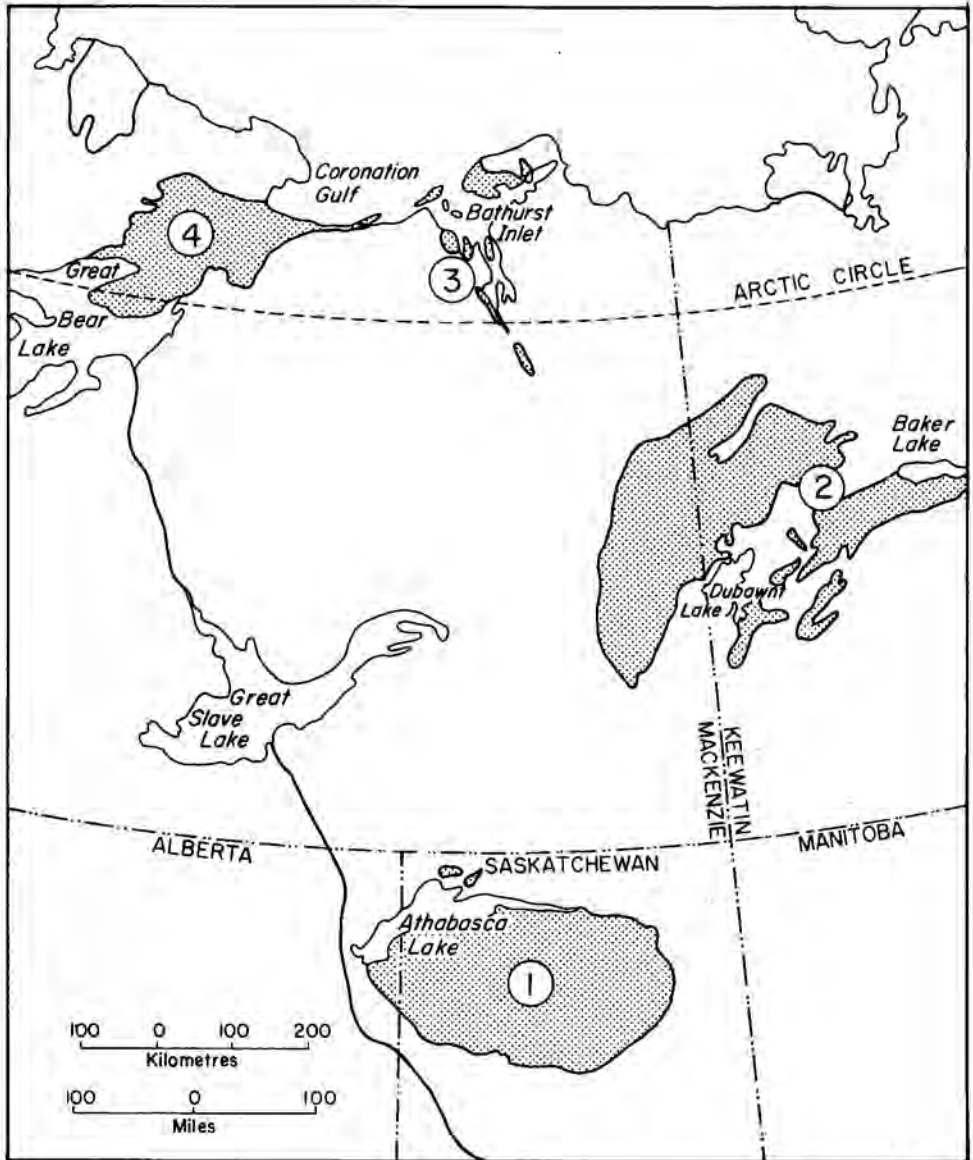 Coronation
Gulf
4
Bathurst
Inlet
3
Great
Bear
Lake
ARCTIC CIRCLE
Baker
Lake
2
Dubawnt
Lake
Great
Slave
Lake
MACKENZIE
KEEWATIN
ALBERTA
SASKATCHEWAN
MANITOBA
Athabasca
Lake
1
100 0 100 200
Kilometres
100 0 100
Miles